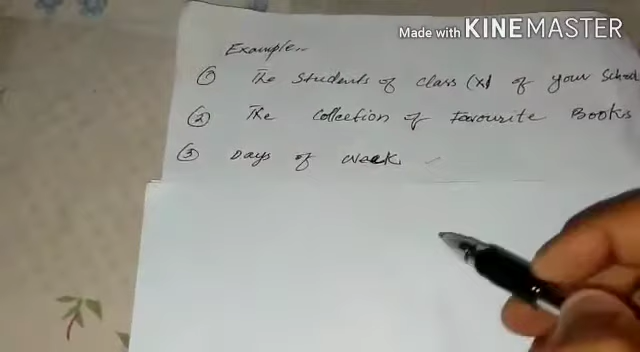 Made with KINEMASTER
Example..
① The Students of class (x) of your School
② The Collection of Favourite Books
③ Days of Week